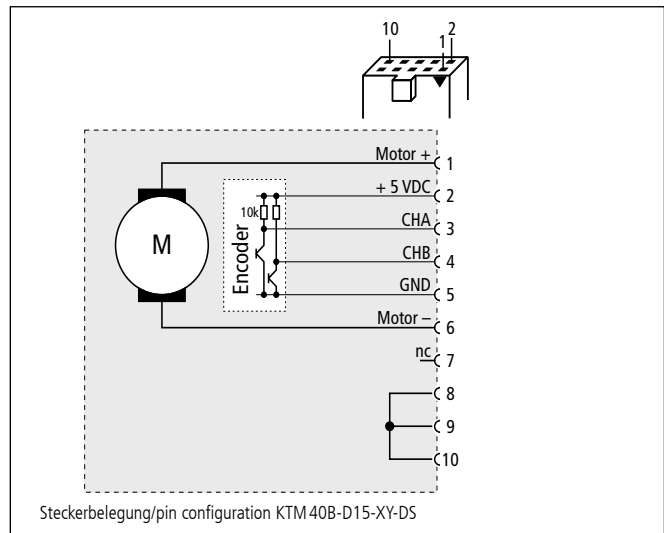 10
1
2
Motor +
1
+ 5 VDC
2
10k
CHA
3
M
Encoder
CHB
4
GND
5
Motor –
6
nc
7
8
9
10
Steckerbelegung/pin configuration KTM 40B-D15-XY-DS